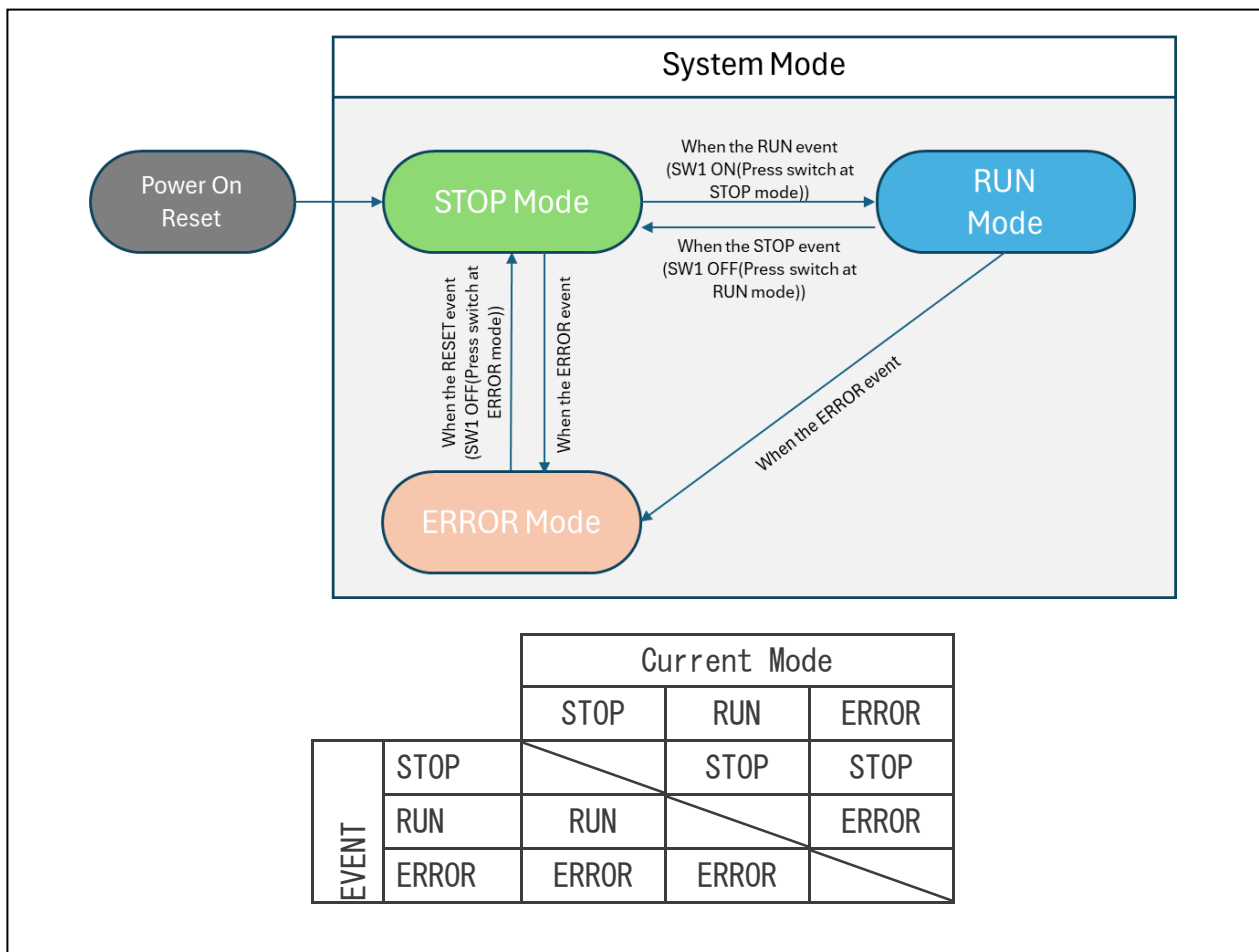 System Mode
Power On
Reset
STOP Mode
When the RUN event
(SW1 ON(Press switch at
STOP mode))
RUN
Mode
When the STOP event
(SW1 OFF(Press switch at
RUN mode))
When the RESET event
(SW1 OFF(Press switch at
ERROR mode))
When the ERROR event
When the ERROR event
ERROR Mode
Current Mode
STOP RUN ERROR
EVENT
STOP STOP STOP
RUN RUN ERROR
ERROR ERROR ERROR